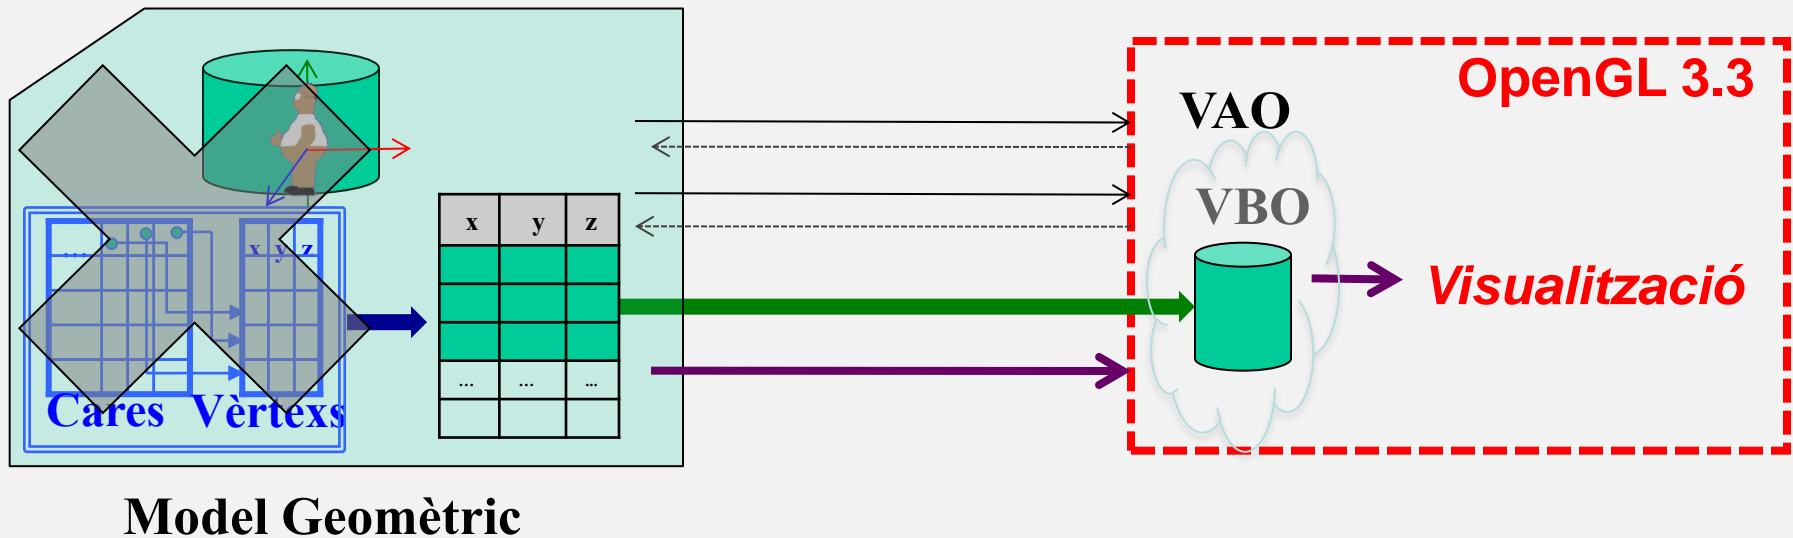 OpenGL 3.3
VAO
VBO
x y z
... x y z
Visualització
... ... ...
Cares Vèrtexs
Model Geomètric